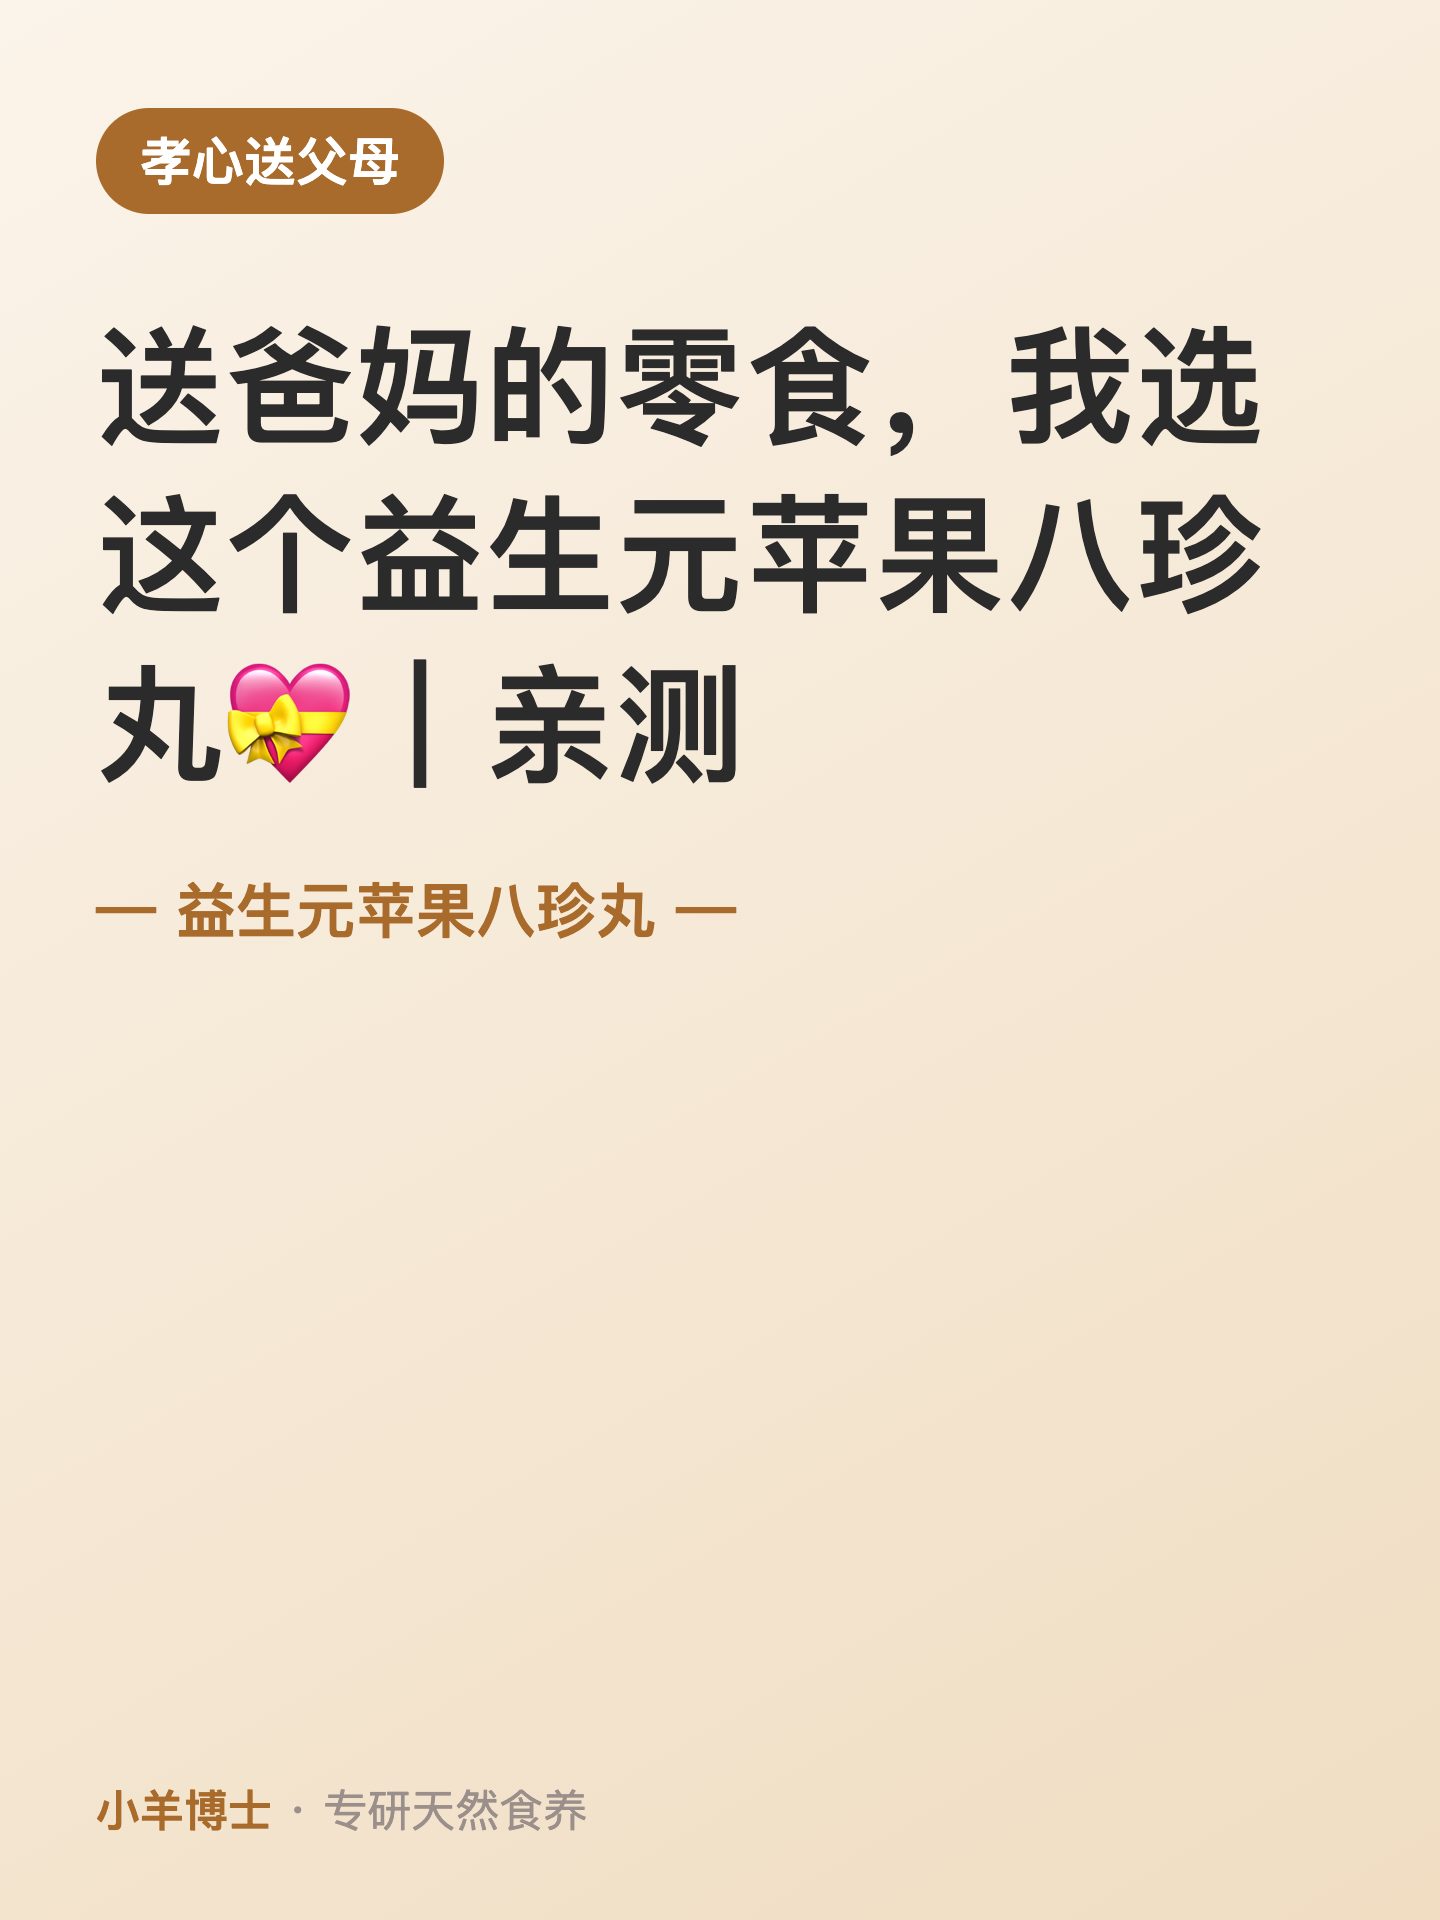 孝心送父母
送爸妈的零食，我选
这个益生元苹果八珍
丸💝｜亲测
— 益生元苹果八珍丸 —
小羊博士 · 专研天然食养